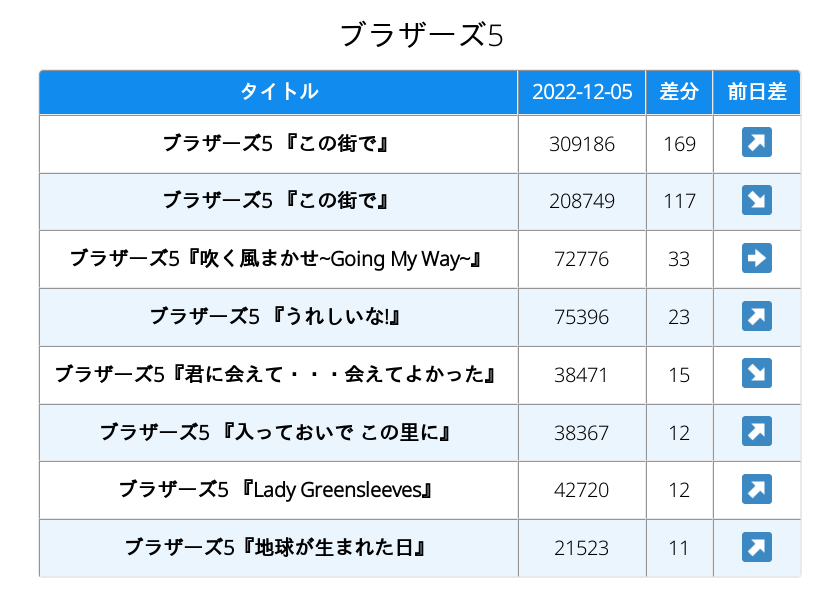 ブラザーズ5
タイトル 2022-12-05 差分 前日差
ブラザーズ5 『この街で』 309186 169 ↗
ブラザーズ5 『この街で』 208749 117 ↘
ブラザーズ5『吹く風まかせ~Going My Way~』 72776 33 ➡
ブラザーズ5 『うれしいな!』 75396 23 ↗
ブラザーズ5『君に会えて・・・会えてよかった』 38471 15 ↘
ブラザーズ5 『入っておいで この里に』 38367 12 ↗
ブラザーズ5 『Lady Greensleeves』 42720 12 ↗
ブラザーズ5『地球が生まれた日』 21523 11 ↗